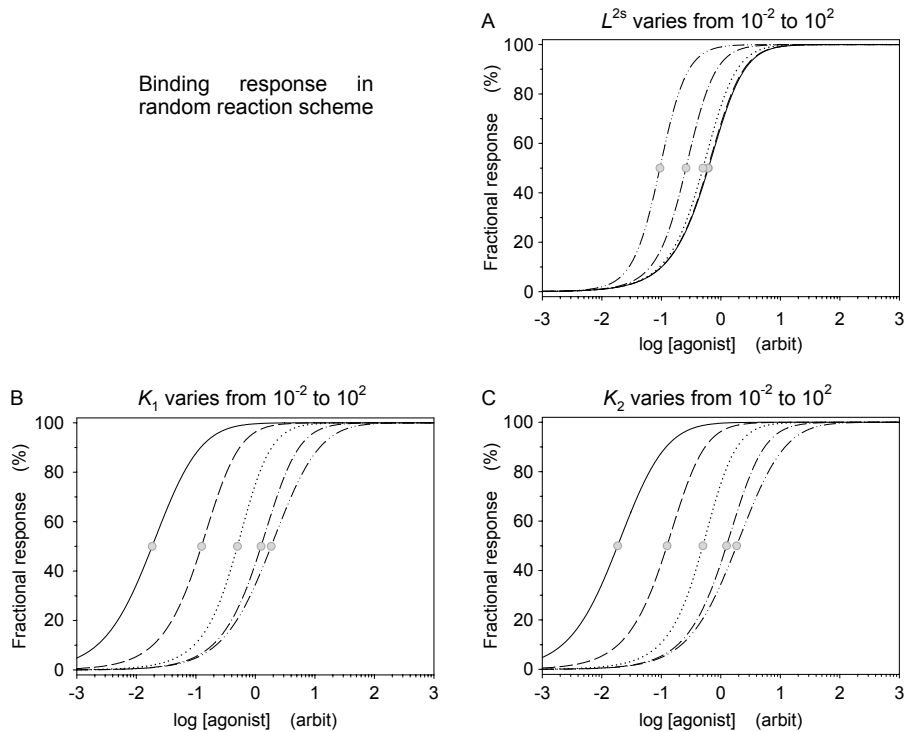 A
L^2s varies from 10^-2 to 10^2
Binding response in
random reaction scheme
Fractional response (%)
100
80
60
40
20
0
-3 -2 -1 0 1 2 3
log [agonist] (arbit)
B
K_1 varies from 10^-2 to 10^2
Fractional response (%)
100
80
60
40
20
0
-3 -2 -1 0 1 2 3
log [agonist] (arbit)
C
K_2 varies from 10^-2 to 10^2
Fractional response (%)
100
80
60
40
20
0
-3 -2 -1 0 1 2 3
log [agonist] (arbit)